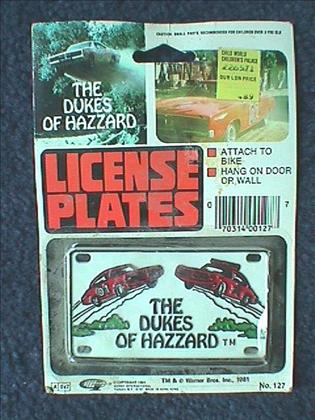 CAUTION: SMALL PARTS, RECOMMENDED FOR CHILDREN OVER 3 YRS OLD
CHILD WORLD
CHILDREN'S PALACE
OUR LOW PRICE
THE
DUKES
OF HAZZARD
LICENSE
PLATES
ATTACH TO
BIKE
HANG ON DOOR
OR WALL
0 70314 00127 7
THE
DUKES
OF HAZZARD TM
TM & © Warner Bros. Inc., 1981
No. 127